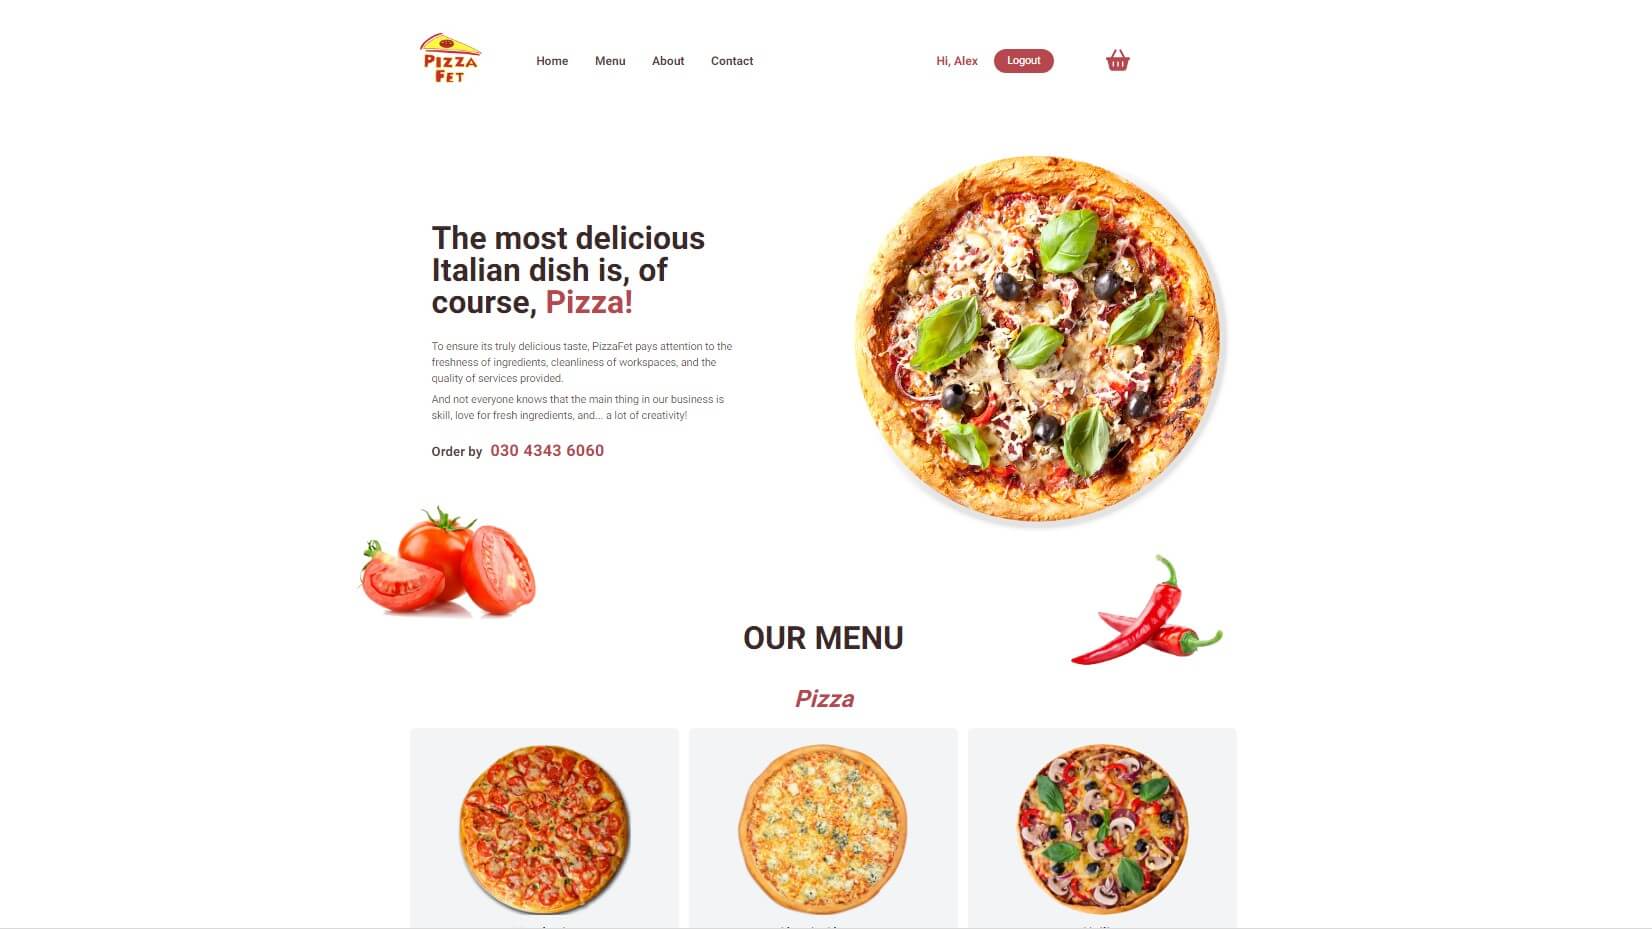 PIZZA
FET
Home Menu About Contact
Hi, Alex Logout
The most delicious
Italian dish is, of
course, Pizza!
To ensure its truly delicious taste, PizzaFet pays attention to the
freshness of ingredients, cleanliness of workspaces, and the
quality of services provided.
And not everyone knows that the main thing in our business is
skill, love for fresh ingredients, and... a lot of creativity!
Order by 030 4343 6060
OUR MENU
Pizza